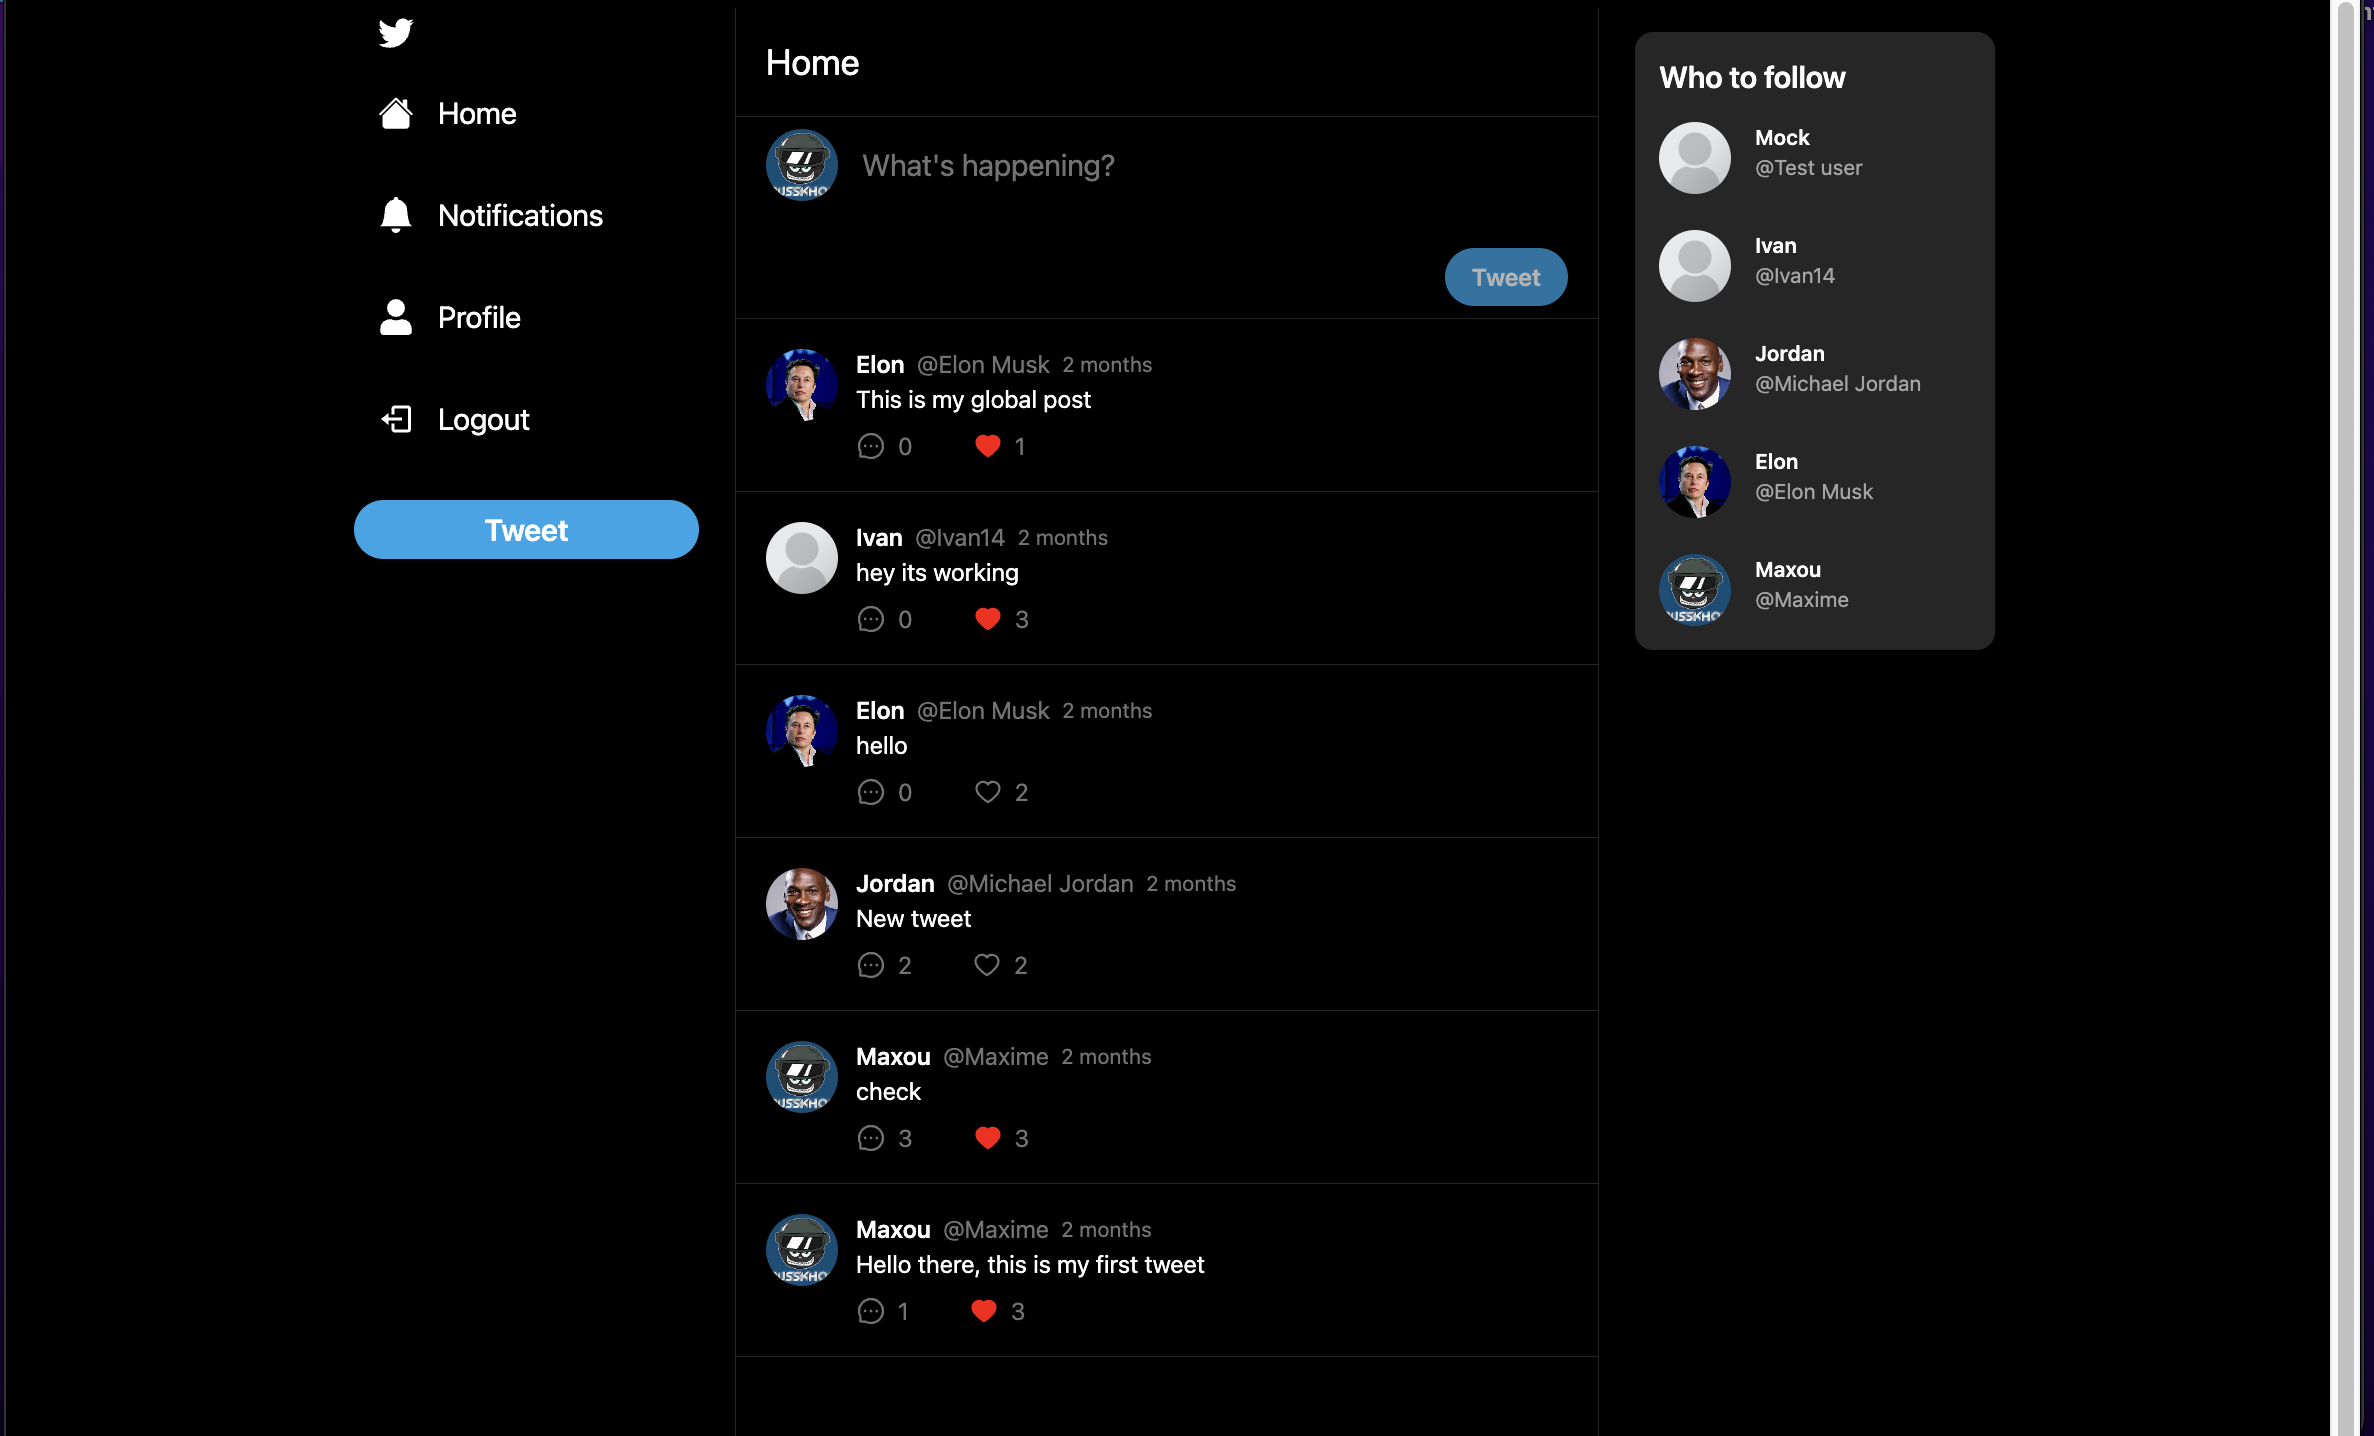 Home
Notifications
Profile
Logout
Tweet
Home
What's happening?
Tweet
Elon @Elon Musk 2 months
This is my global post
0 1
Ivan @Ivan14 2 months
hey its working
0 3
Elon @Elon Musk 2 months
hello
0 2
Jordan @Michael Jordan 2 months
New tweet
2 2
Maxou @Maxime 2 months
check
3 3
Maxou @Maxime 2 months
Hello there, this is my first tweet
1 3
Who to follow
Mock
@Test user
Ivan
@Ivan14
Jordan
@Michael Jordan
Elon
@Elon Musk
Maxou
@Maxime